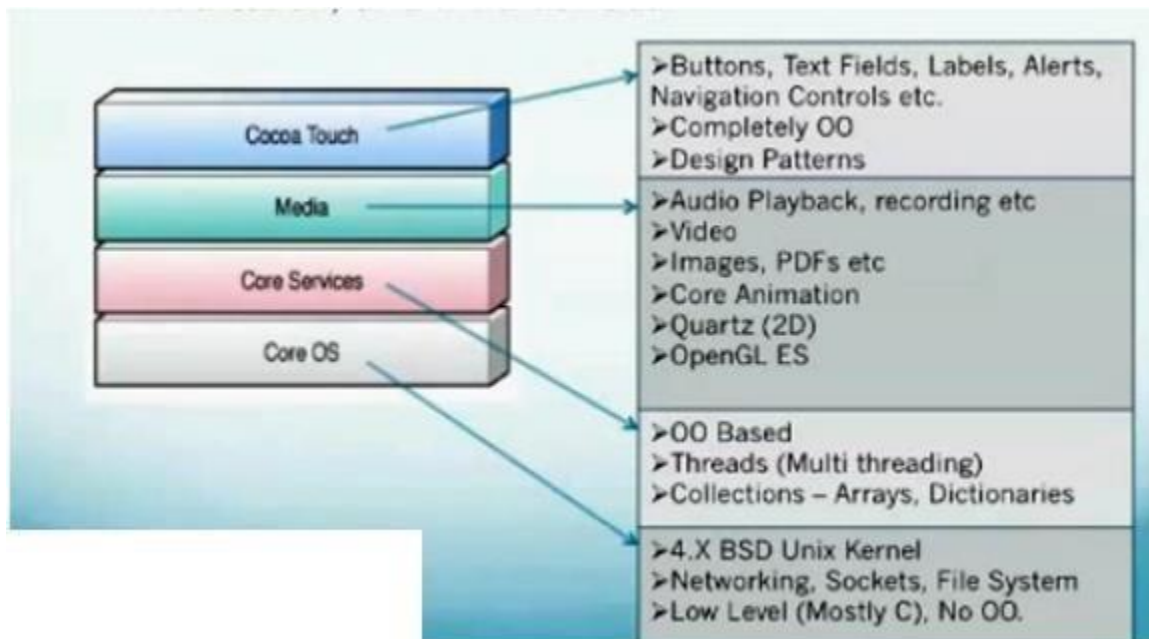 Cocoa Touch
Media
Core Services
Core OS
➢Buttons, Text Fields, Labels, Alerts,
Navigation Controls etc.
➢Completely OO
➢Design Patterns
➢Audio Playback, recording etc
➢Video
➢Images, PDFs etc
➢Core Animation
➢Quartz (2D)
➢OpenGL ES
➢OO Based
➢Threads (Multi threading)
➢Collections – Arrays, Dictionaries
➢4.X BSD Unix Kernel
➢Networking, Sockets, File System
➢Low Level (Mostly C), No OO.